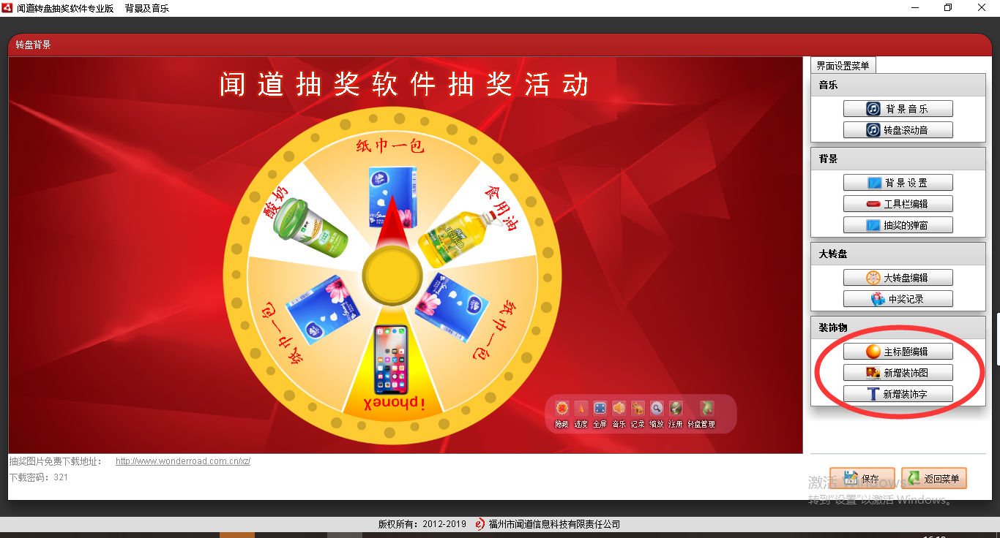 闻道转盘抽奖软件专业版 背景及音乐
转盘背景
闻道抽奖软件抽奖活动
纸巾一包
食用油
纸巾一包
iphoneX
纸巾一包
酸奶
隐藏 速度 全屏 音乐 记录 缩放 注册 转盘管理
抽奖图片免费下载地址： http://www.wonderroad.com.cn/xz/
下载密码：321
界面设置菜单
音乐
背景音乐
转盘滚动音
背景
背景设置
工具栏编辑
抽奖的弹窗
大转盘
大转盘编辑
中奖记录
装饰物
主标题编辑
新增装饰图
新增装饰字
T
保存 返回菜单
激活 Windows
转到"设置"以激活 Windows。
版权所有：2012-2019 福州市闻道信息科技有限责任公司